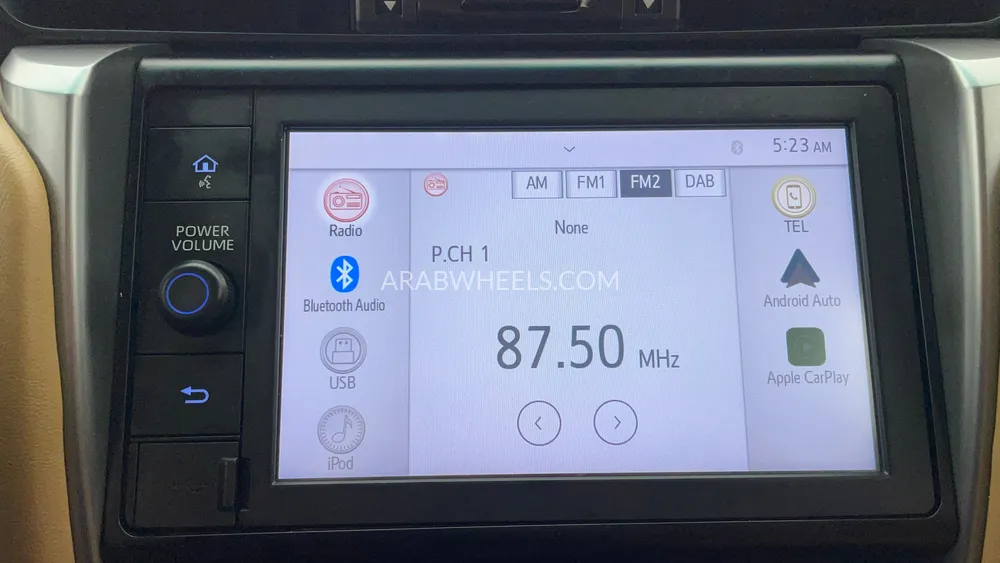 5:23 AM
AM FM1 FM2 DAB
None
P.CH 1
87.50 MHz
Radio
Bluetooth Audio
USB
iPod
TEL
Android Auto
Apple CarPlay
POWER
VOLUME
ARABWHEELS.COM